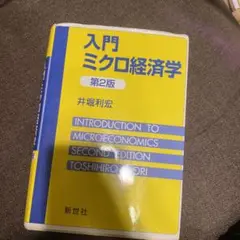 入門
ミクロ経済学
第2版
井堀利宏
INTRODUCTION TO
MICROECONOMICS
SECOND EDITION
TOSHIHIRO IHORI
新世社